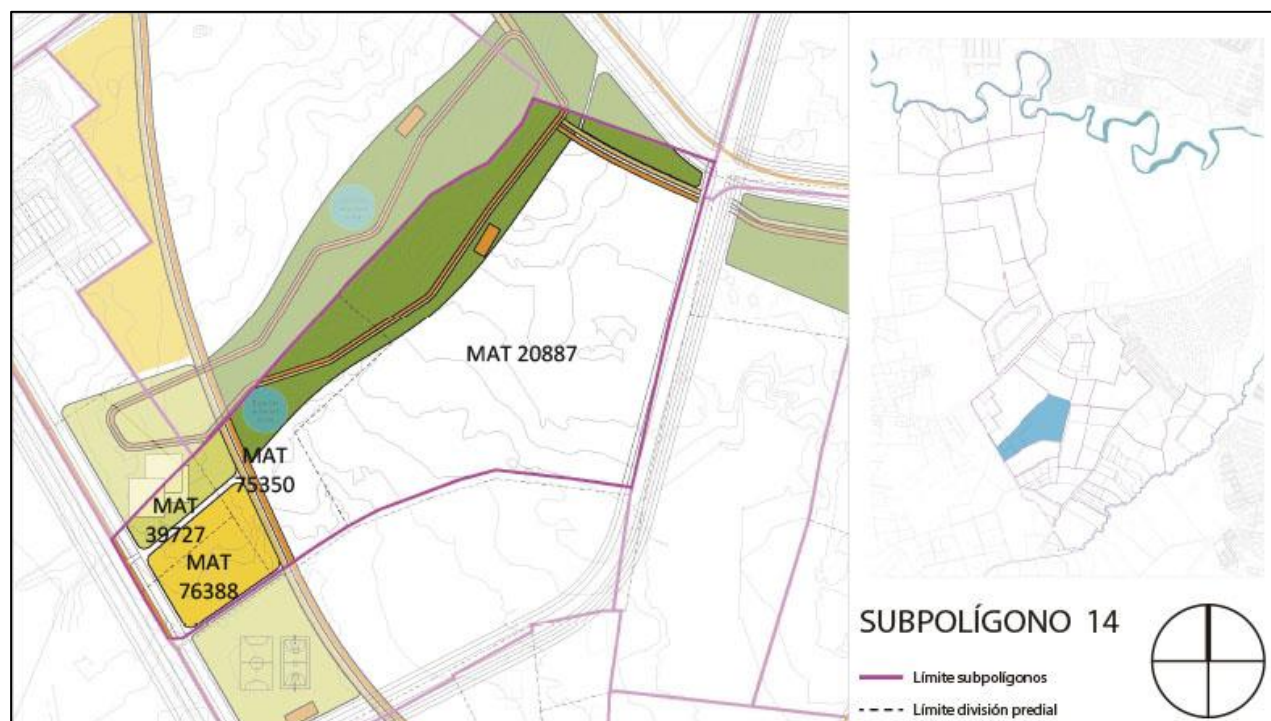 MAT 20887
MAT
75350
MAT
39727
MAT
76388
SUBPOLÍGONO 14
Límite subpolígonos
Límite división predial